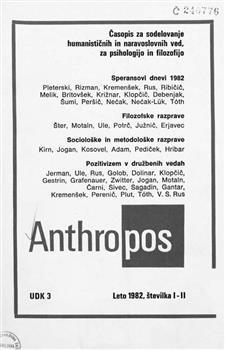 Č 246776
Časopis za sodelovanje
humanističnih in naravoslovnih ved,
za psihologijo in filozofijo
Speransovi dnevi 1982
Pleterski, Rizman, Kremenšek, Rus, Ribičič,
Melik, Britovšek, Križnar, Klopčič, Debenjak,
Šumi, Peršič, Nečak, Nečak-Lük, Tóth
Filozofske razprave
Šter, Motaln, Ule, Potrč, Južnič, Erjavec
Sociološke in metodološke razprave
Kirn, Jogan, Kosovel, Adam, Pediček, Hribar
Pozitivizem v družbenih vedah
Jerman, Ule, Rus, Golob, Dolinar, Klopčič,
Gestrin, Grafenauer, Zwitter, Jogan, Motaln,
Čarni, Sivec, Sagadin, Gantar,
Kremenšek, Perenič, Plut, Tóth, V. S. Rus
Anthropos
UDK 3
Leto 1982, številka I-II